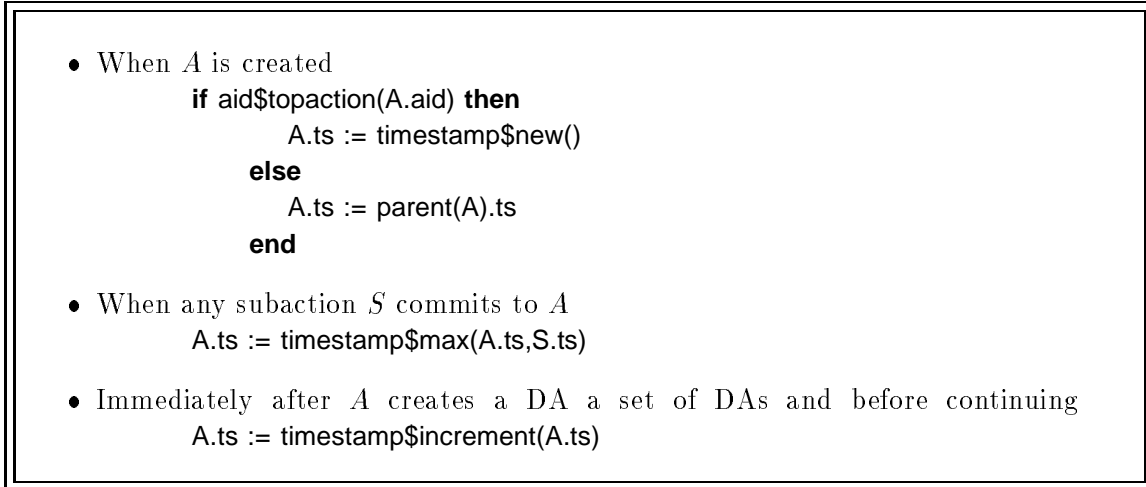 • When A is created
if aid$topaction(A.aid) then
A.ts := timestamp$new()
else
A.ts := parent(A).ts
end
• When any subaction S commits to A
A.ts := timestamp$max(A.ts,S.ts)
• Immediately after A creates a DA a set of DAs and before continuing
A.ts := timestamp$increment(A.ts)